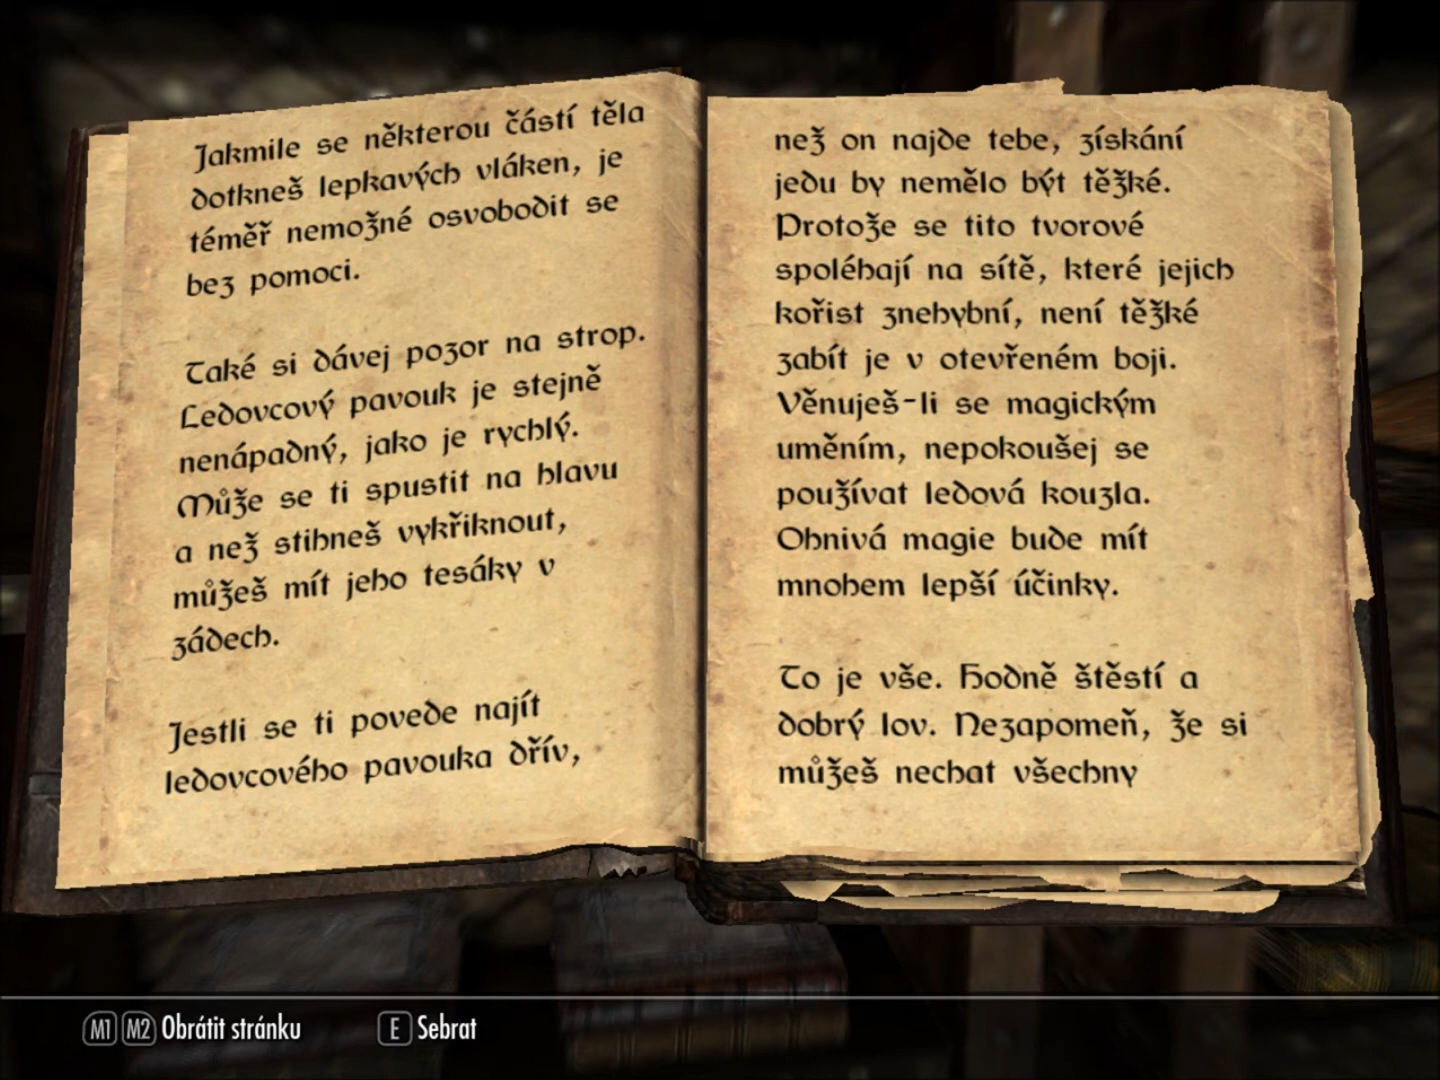 Jakmile se některou částí těla
dotkneš lepkavých vláken, je
téměř nemožné osvobodit se
bez pomoci.
Také si dávej pozor na strop.
Ledovcový pavouk je stejně
nenápadný, jako je rychlý.
Může se ti spustit na hlavu
a než stihneš vykřiknout,
můžeš mít jeho tesáky v
zádech.
Jestli se ti povede najít
ledovcového pavouka dřív,
než on najde tebe, získání
jedu by nemělo být těžké.
Protože se tito tvorové
spoléhají na sítě, které jejich
kořist znehybní, není těžké
zabít je v otevřeném boji.
Věnuješ-li se magickým
uměním, nepokoušej se
používat ledová kouzla.
Ohnivá magie bude mít
mnohem lepší účinky.
To je vše. Hodně štěstí a
dobrý lov. Nezapomeň, že si
můžeš nechat všechny
M1 M2 Obrátit stránku E Sebrat